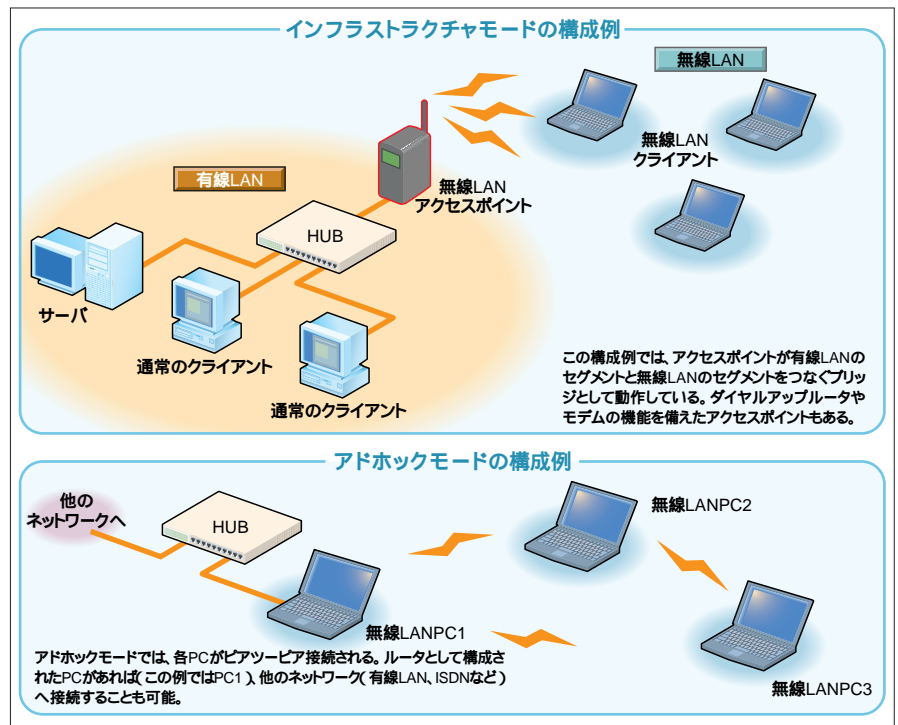 インフラストラクチャモードの構成例
無線LAN
無線LAN
クライアント
有線LAN
無線LAN
アクセスポイント
HUB
サーバ
通常のクライアント
通常のクライアント
この構成例では、アクセスポイントが有線LANの
セグメントと無線LANのセグメントをつなぐブリッ
ジとして動作している。ダイヤルアップルータや
モデムの機能を備えたアクセスポイントもある。
アドホックモードの構成例
他の
ネットワークへ
HUB
無線LANPC2
無線LANPC1
アドホックモードでは、各PCがピアツーピア接続される。ルータとして構成さ
れたPCがあれば(この例ではPC1)、他のネットワーク(有線LAN、ISDNなど)
へ接続することも可能。
無線LANPC3